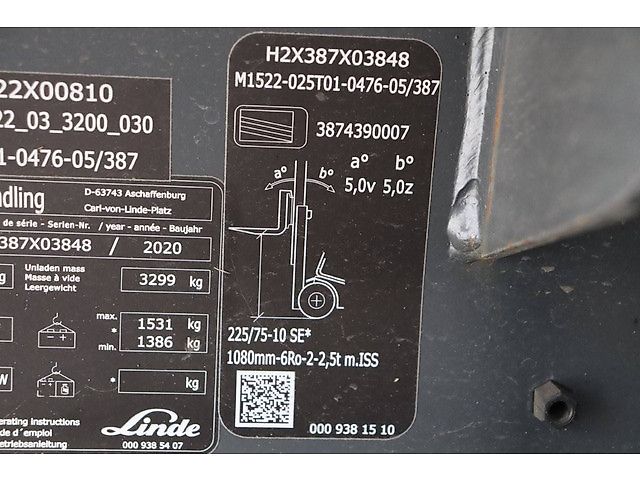 22X00810
22_03_3200_030
1-0476-05/387
ndling
D-63743 Aschaffenburg
Carl-von-Linde-Platz
de série - Serien-Nr. / year - année - Baujahr
387X03848 / 2020
g
Unladen mass
Masse à vide
Leergewicht
3299 kg
max.
*
min.
1531 kg
1386 kg
W
* kg
erating instructions
de d´emploi
etriebsanleitung
Linde
000 938 54 07
H2X387X03848
M1522-025T01-0476-05/387
3874390007
a° b°
a° b°
5,0v 5,0z
225/75-10 SE*
1080mm-6Ro-2-2,5t m.ISS
000 938 15 10